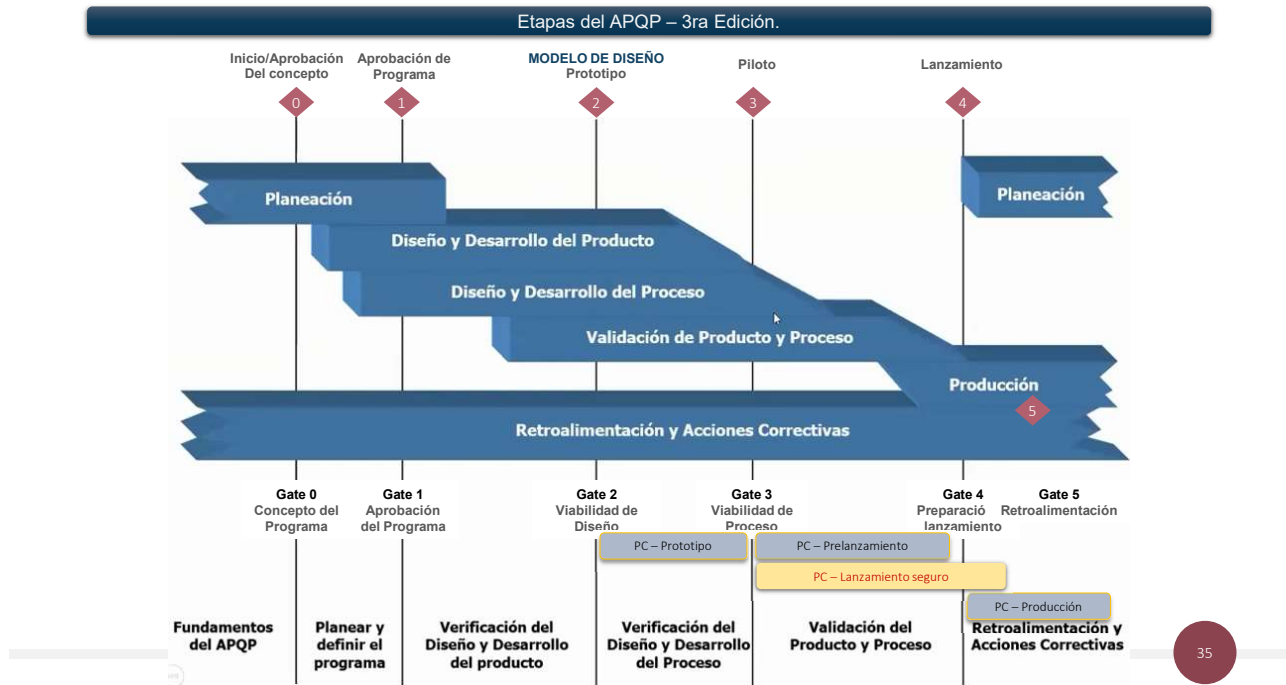 Etapas del APQP – 3ra Edición.
Inicio/Aprobación
Del concepto
Aprobación de
Programa
MODELO DE DISEÑO
Prototipo
Piloto
Lanzamiento
0
1
2
3
4
Planeación
Planeación
Diseño y Desarrollo del Producto
Diseño y Desarrollo del Proceso
Validación de Producto y Proceso
Producción
5
Retroalimentación y Acciones Correctivas
Gate 0
Concepto del
Programa
Gate 1
Aprobación
del Programa
Gate 2
Viabilidad de
Diseño
Gate 3
Viabilidad de
Proceso
Gate 4
Preparació
lanzamiento
Gate 5
Retroalimentación
PC – Prototipo
PC – Prelanzamiento
PC – Lanzamiento seguro
PC – Producción
Fundamentos
del APQP
Planear y
definir el
programa
Verificación del
Diseño y Desarrollo
del producto
Verificación del
Diseño y Desarrollo
del Proceso
Validación del
Producto y Proceso
Retroalimentación y
Acciones Correctivas
35